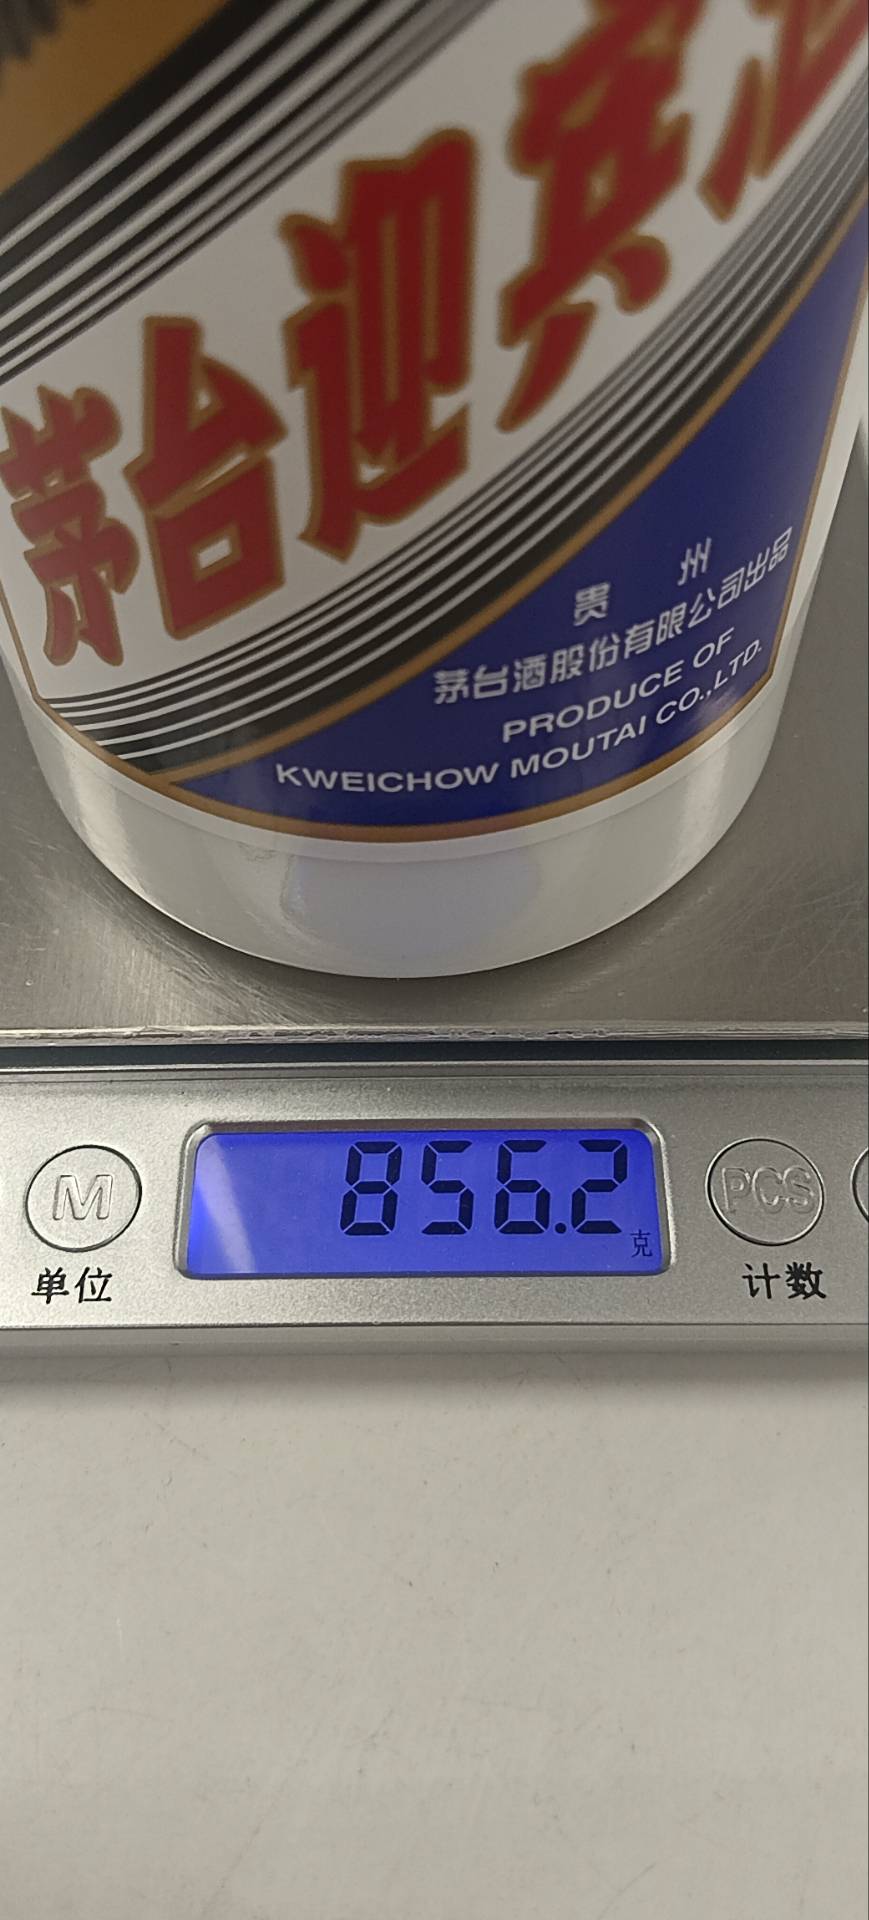 茅台迎宾酒
贵 州
茅台酒股份有限公司出品
PRODUCE OF
KWEICHOW MOUTAI CO.,LTD.
M
856.2
克
PCS
单位
计数